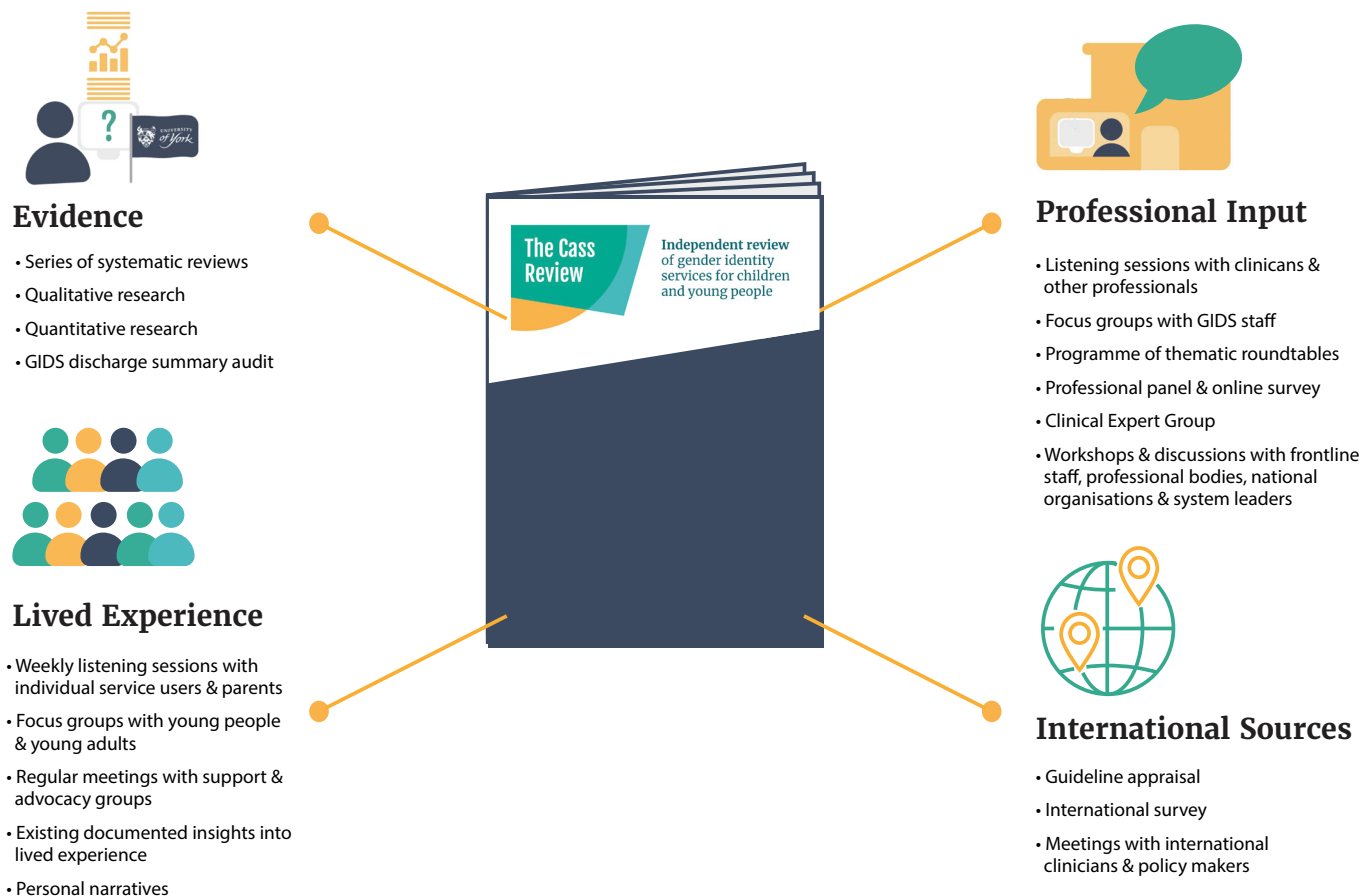 ?
UNIVERSITY
of York
Evidence
• Series of systematic reviews
• Qualitative research
• Quantitative research
• GIDS discharge summary audit
Lived Experience
• Weekly listening sessions with
individual service users & parents
• Focus groups with young people
& young adults
• Regular meetings with support &
advocacy groups
• Existing documented insights into
lived experience
• Personal narratives
The Cass
Review
Independent review
of gender identity
services for children
and young people
Professional Input
• Listening sessions with clinicans &
other professionals
• Focus groups with GIDS staff
• Programme of thematic roundtables
• Professional panel & online survey
• Clinical Expert Group
• Workshops & discussions with frontline
staff, professional bodies, national
organisations & system leaders
International Sources
• Guideline appraisal
• International survey
• Meetings with international
clinicians & policy makers